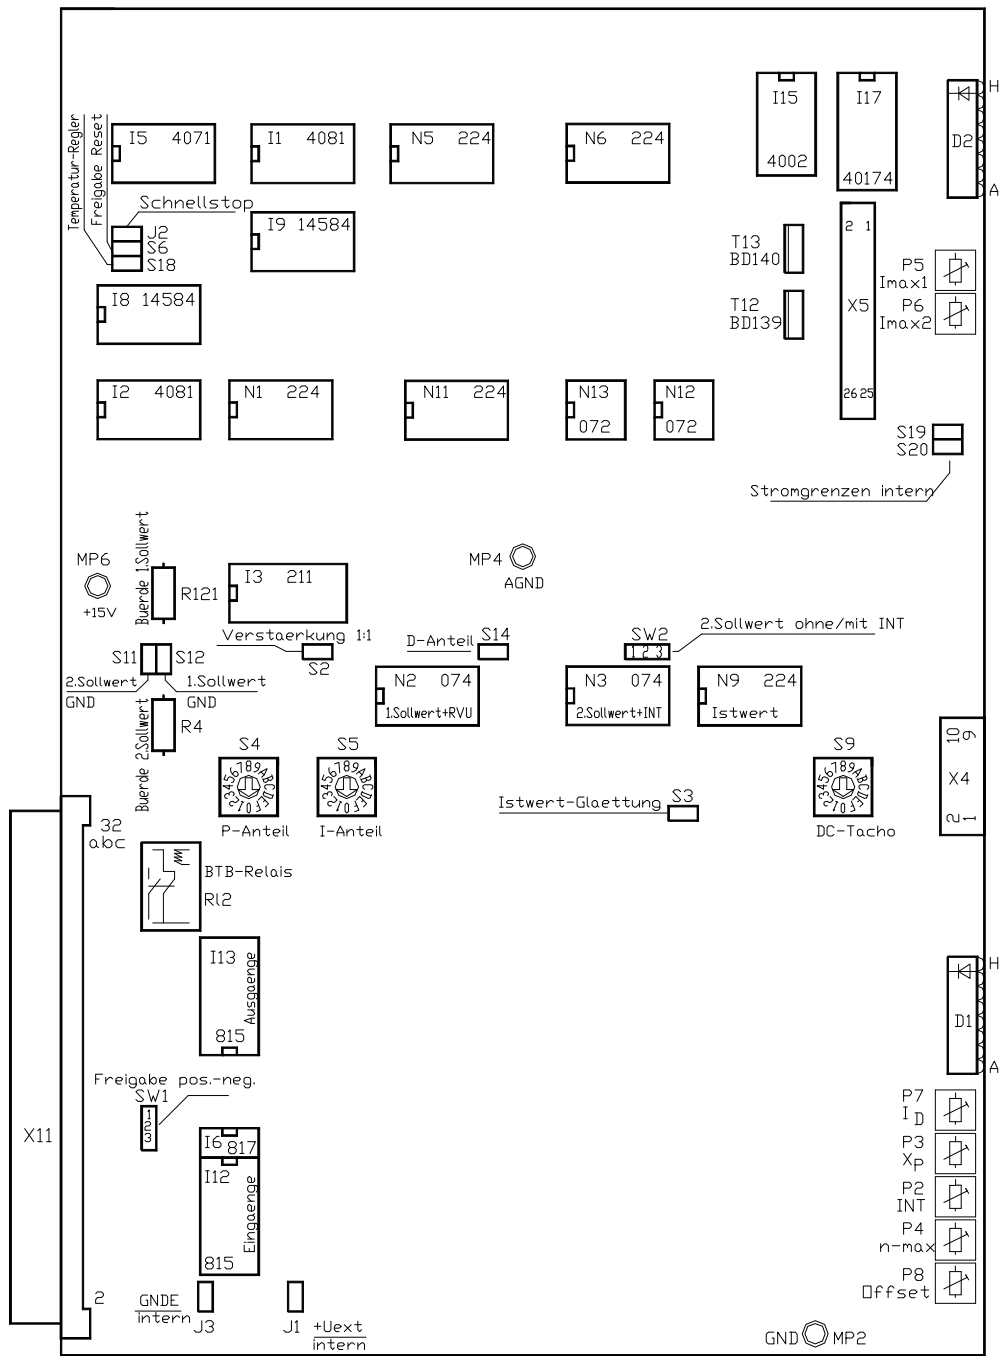 I15
I17
H
I5 4071
I1 4081
N5 224
N6 224
D2
4002
40174
A
Temperatur-Regler
Freigabe Reset
Schnellstop
J2
S6
S18
I9 14584
2 1
T13
BD140
P5
Imax1
I8 14584
T12
BD139
X5
P6
Imax2
I2 4081
N1 224
N11 224
N13
072
N12
072
26 25
S19
S20
Stromgrenzen intern
MP6
+15V
Buerde 1.Sollwert
R121
I3 211
MP4
AGND
Verstaerkung 1:1
S2
D-Anteil
S14
SW2
1 2 3
2.Sollwert ohne/mit INT
S11
S12
2.Sollwert
GND
1.Sollwert
GND
N2 074
1.Sollwert+RVU
N3 074
2.Sollwert+INT
N9 224
Istwert
Buerde 2.Sollwert
R4
S4
0123456789ABCDEF
P-Anteil
S5
0123456789ABCDEF
I-Anteil
Istwert-Glaettung
S3
S9
0123456789ABCDEF
DC-Tacho
10
9
X4
2
1
32
abc
BTB-Relais
Rl2
I13
Ausgaenge
815
H
D1
A
Freigabe pos.-neg.
SW1
1
2
3
X11
I6 817
I12
Eingaenge
815
P7
I D
P3
XP
P2
INT
P4
n-max
P8
Offset
2
GNDE
intern
J3
J1
+Uext
intern
GND
MP2